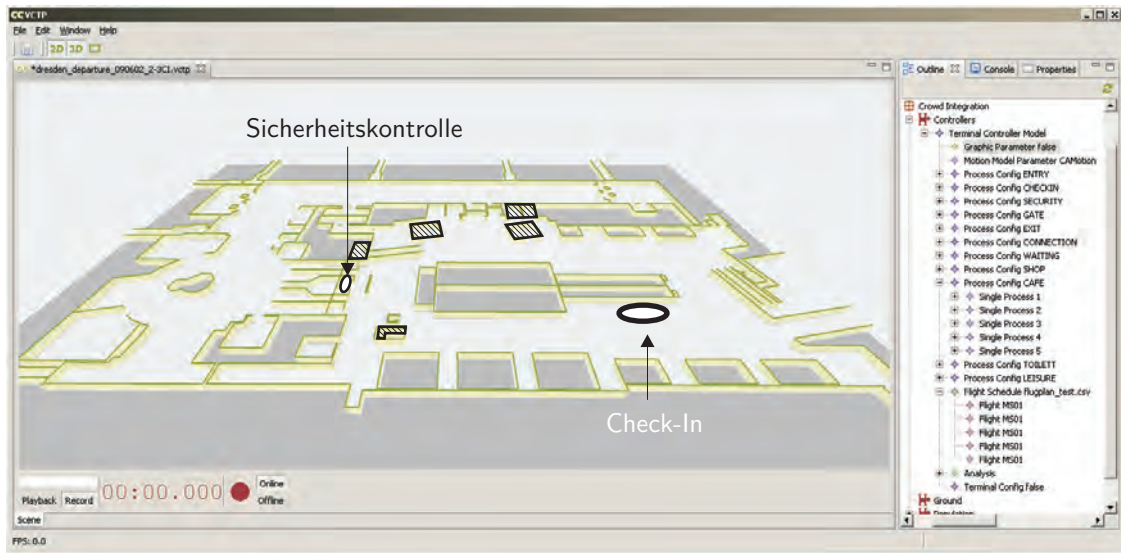 CCVCTP
File Edit Window Help
2D 3D
*dresden_departure_090602_2-3CI.vctp
Outline Console Properties
Sicherheitskontrolle
Check-In
Crowd Integration
Controllers
Terminal Controller Model
Graphic Parameter false
Motion Model Parameter CAMotion
Process Config ENTRY
Process Config CHECKIN
Process Config SECURITY
Process Config GATE
Process Config EXIT
Process Config CONNECTION
Process Config WAITING
Process Config SHOP
Process Config CAFE
Single Process 1
Single Process 2
Single Process 3
Single Process 4
Single Process 5
Process Config TOILETT
Process Config LEISURE
Flight Schedule flugplan_test.csv
Flight MS01
Flight MS01
Flight MS01
Flight MS01
Flight MS01
Analysis
Terminal Config false
Ground
Population
Playback Record 00:00.000 Online
Offline
Scene
FPS: 0.0